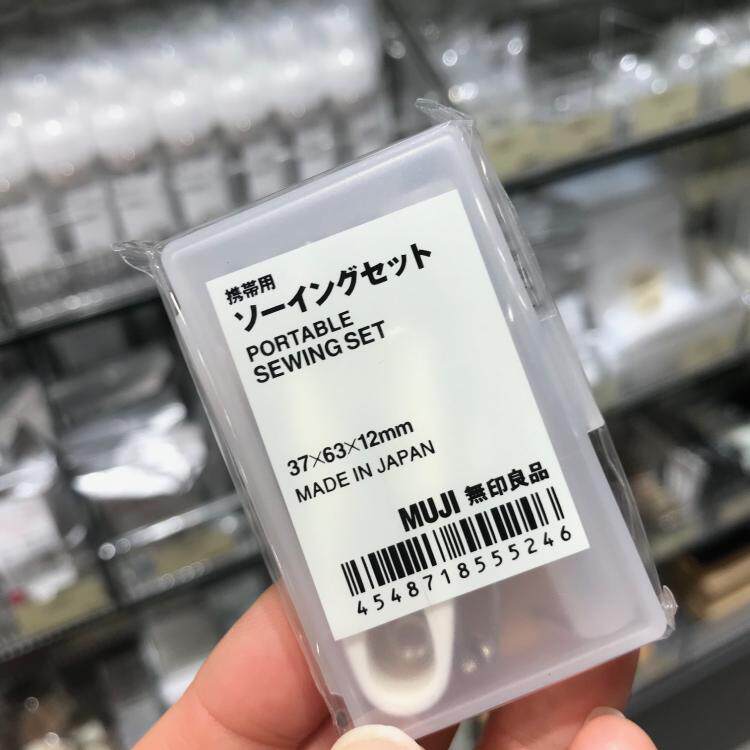 携帯用
ソーイングセット
PORTABLE
SEWING SET
37×63×12mm
MADE IN JAPAN
MUJI 無印良品
4548718555246